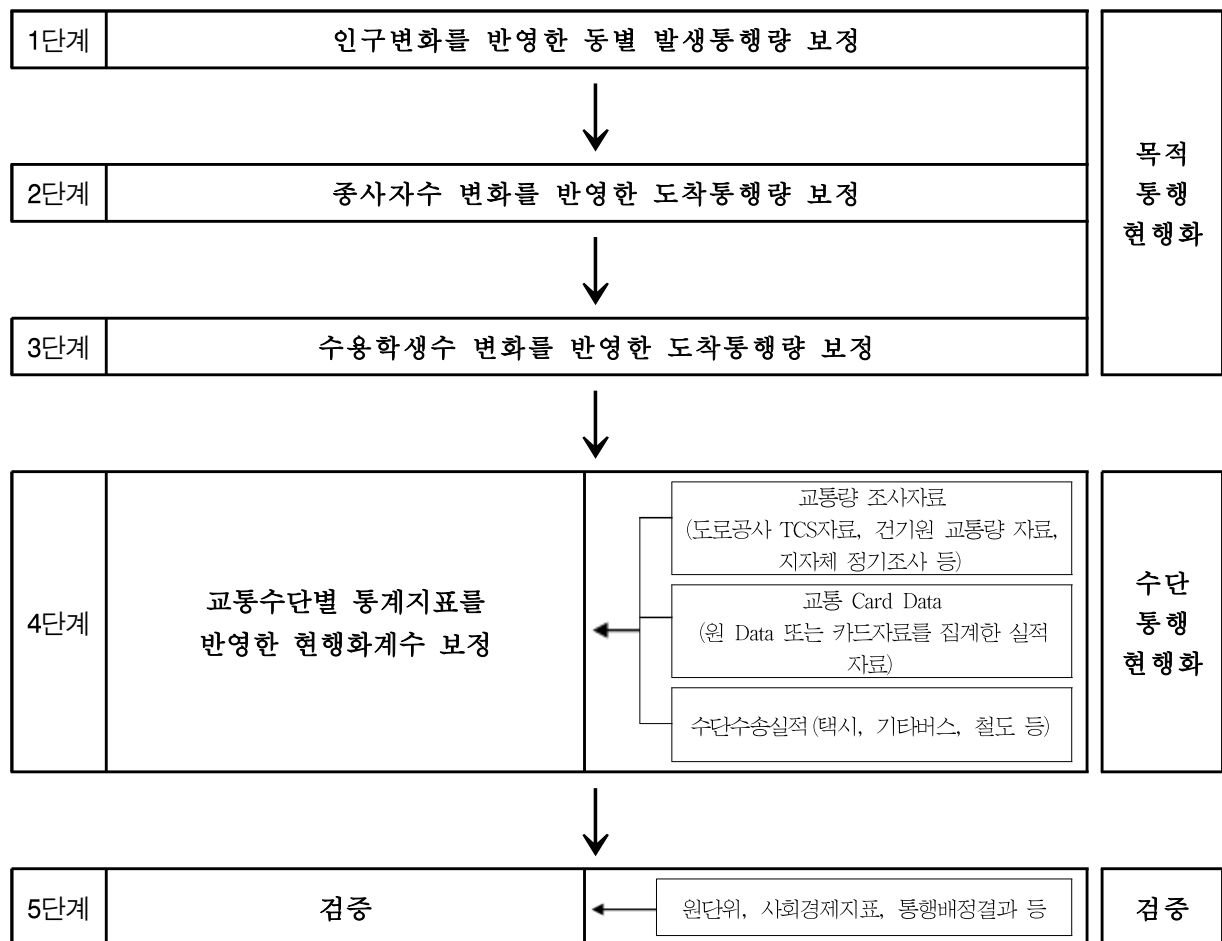 1단계
인구변화를 반영한 동별 발생통행량 보정
2단계
종사자수 변화를 반영한 도착통행량 보정
3단계
수용학생수 변화를 반영한 도착통행량 보정
목적
통행
현행화
4단계
교통수단별 통계지표를
반영한 현행화계수 보정
교통량 조사자료
(도로공사 TCS자료, 건기원 교통량 자료,
지자체 정기조사 등)
교통 Card Data
(원 Data 또는 카드자료를 집계한 실적
자료)
수단수송실적(택시, 기타버스, 철도 등)
수단
통행
현행화
5단계
검증
원단위, 사회경제지표, 통행배정결과 등
검증